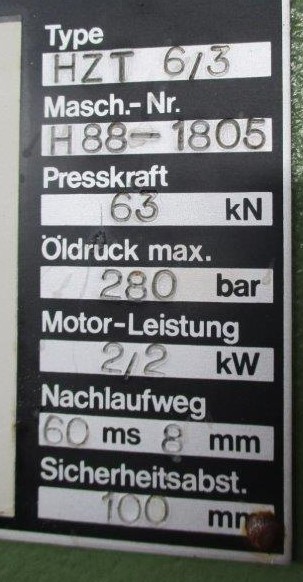 Type
HZT 6/3
Masch.-Nr.
H88-1805
Presskraft
63 kN
Öldruck max.
280 bar
Motor-Leistung
2/2 kW
Nachlaufweg
60 ms 8 mm
Sicherheitsabst.
100 mm